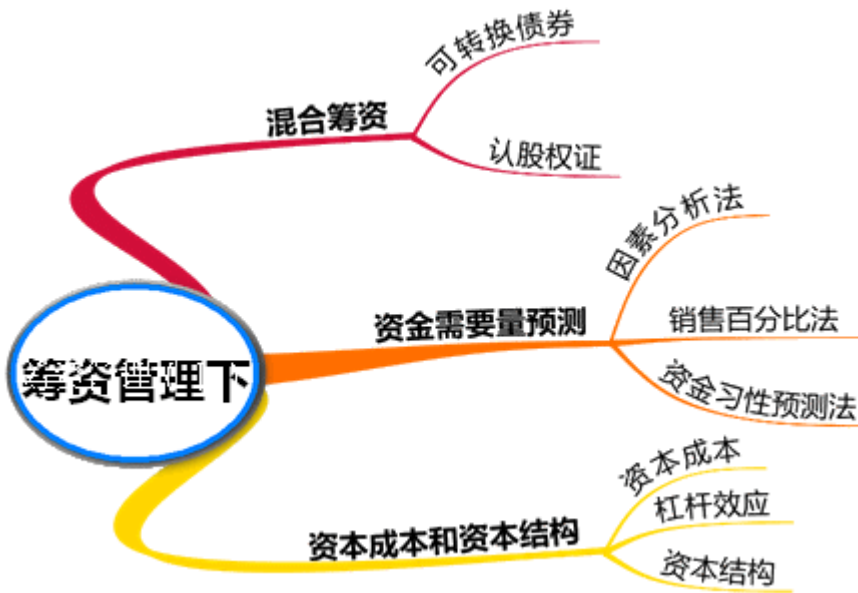 可转换债券
混合筹资
认股权证
因素分析法
资金需要量预测
销售百分比法
资金习性预测法
筹资管理下
资本成本
杠杆效应
资本成本和资本结构
资本结构